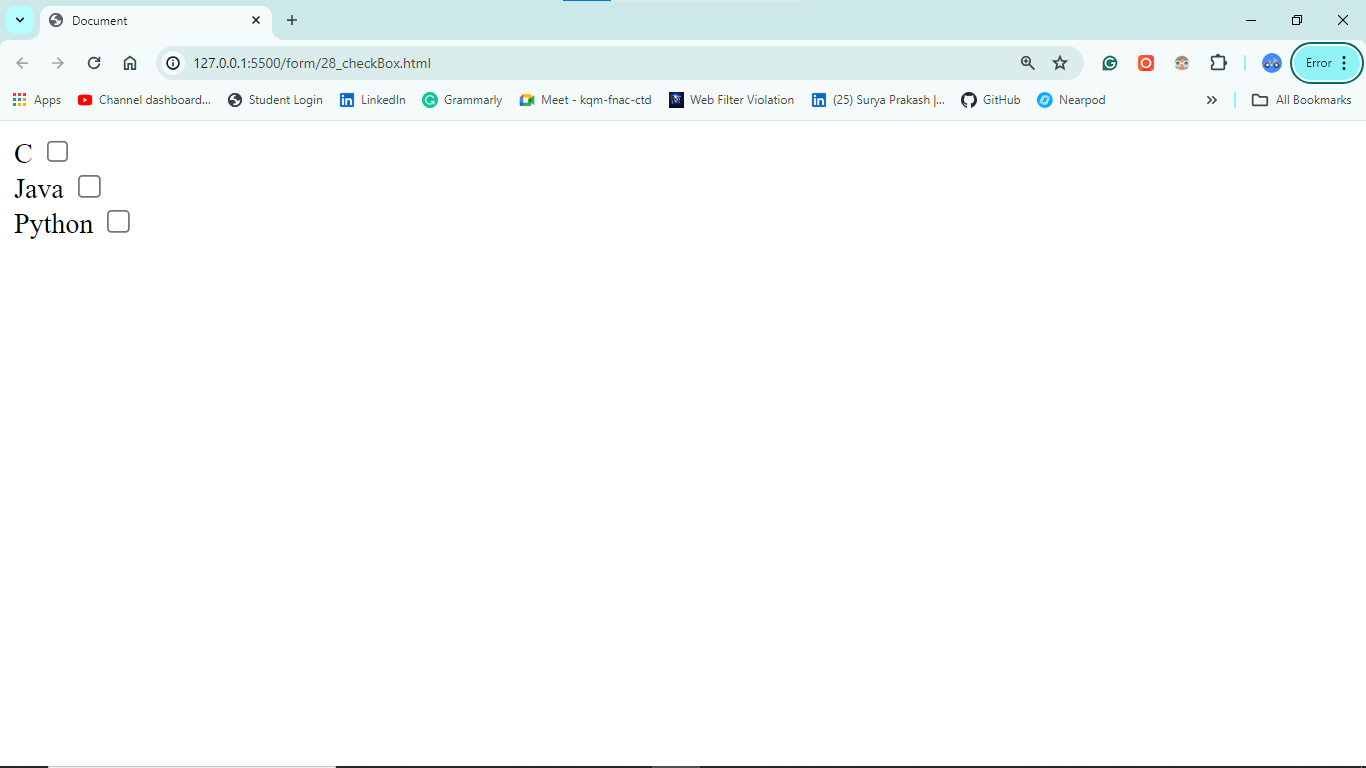 Document
127.0.0.1:5500/form/28_checkBox.html Error
Apps Channel dashboard... Student Login LinkedIn Grammarly Meet - kqm-fnac-ctd Web Filter Violation (25) Surya Prakash |... GitHub Nearpod All Bookmarks
C
Java
Python